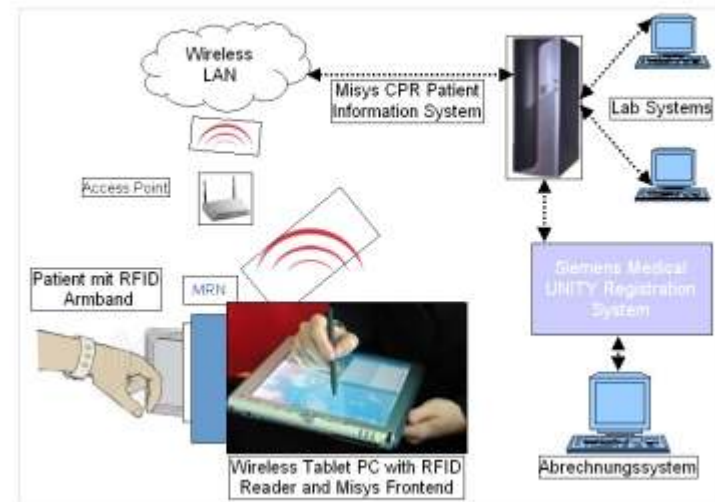 Wireless
LAN
Misys CPR Patient
Information System
Lab Systems
Access Point
Patient mit RFID
Armband
MRN
Siemens Medical
UNITY Registration
System
Wireless Tablet PC with RFID
Reader and Misys Frontend
Abrechnungssystem